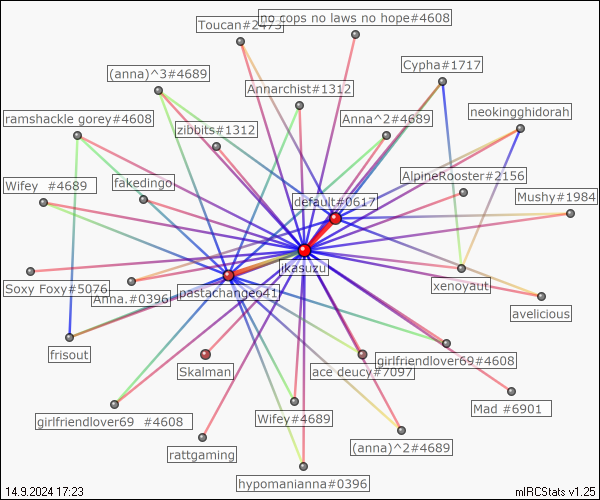 no cops no laws no hope#4608
Toucan#2473
Cypha#1717
(anna)^3#4689
Annarchist#1312
neokingghidorah
ramshackle gorey#4608
Anna^2#4689
zibbits#1312
AlpineRooster#2156
Wifey #4689
fakedingo
Mushy#1984
default#0617
ikasuzu
xenoyaut
Soxy Foxy#5076
Anna.#0396
pastachangeo41
avelicious
frisout
girlfriendlover69#4608
Skalman
ace deucy#7097
Mad #6901
girlfriendlover69 #4608
Wifey#4689
(anna)^2#4689
rattgaming
hypomanianna#0396
14.9.2024 17:23
mIRCStats v1.25